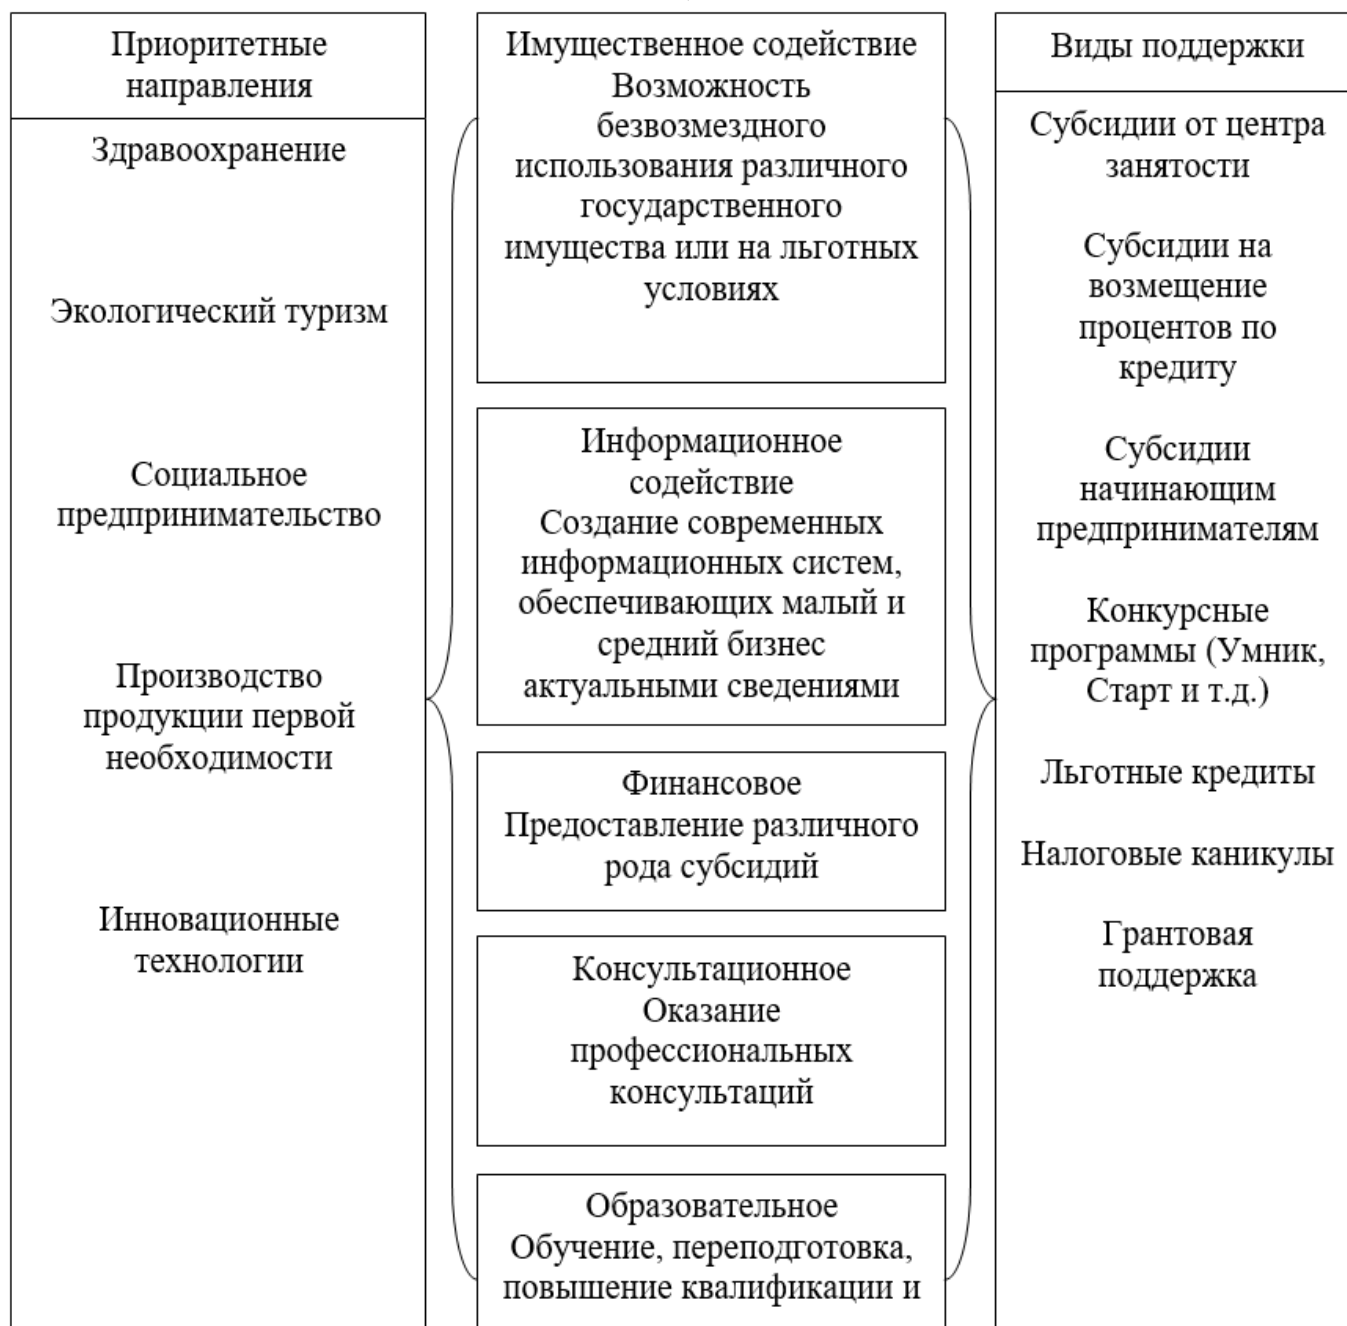 Приоритетные
направления
Здравоохранение
Экологический туризм
Социальное
предпринимательство
Производство
продукции первой
необходимости
Инновационные
технологии
Имущественное содействие
Возможность
безвозмездного
использования различного
государственного
имущества или на льготных
условиях
Информационное
содействие
Создание современных
информационных систем,
обеспечивающих малый и
средний бизнес
актуальными сведениями
Финансовое
Предоставление различного
рода субсидий
Консультационное
Оказание
профессиональных
консультаций
Образовательное
Обучение, переподготовка,
повышение квалификации и
Виды поддержки
Субсидии от центра
занятости
Субсидии на
возмещение
процентов по
кредиту
Субсидии
начинающим
предпринимателям
Конкурсные
программы (Умник,
Старт и т.д.)
Льготные кредиты
Налоговые каникулы
Грантовая
поддержка